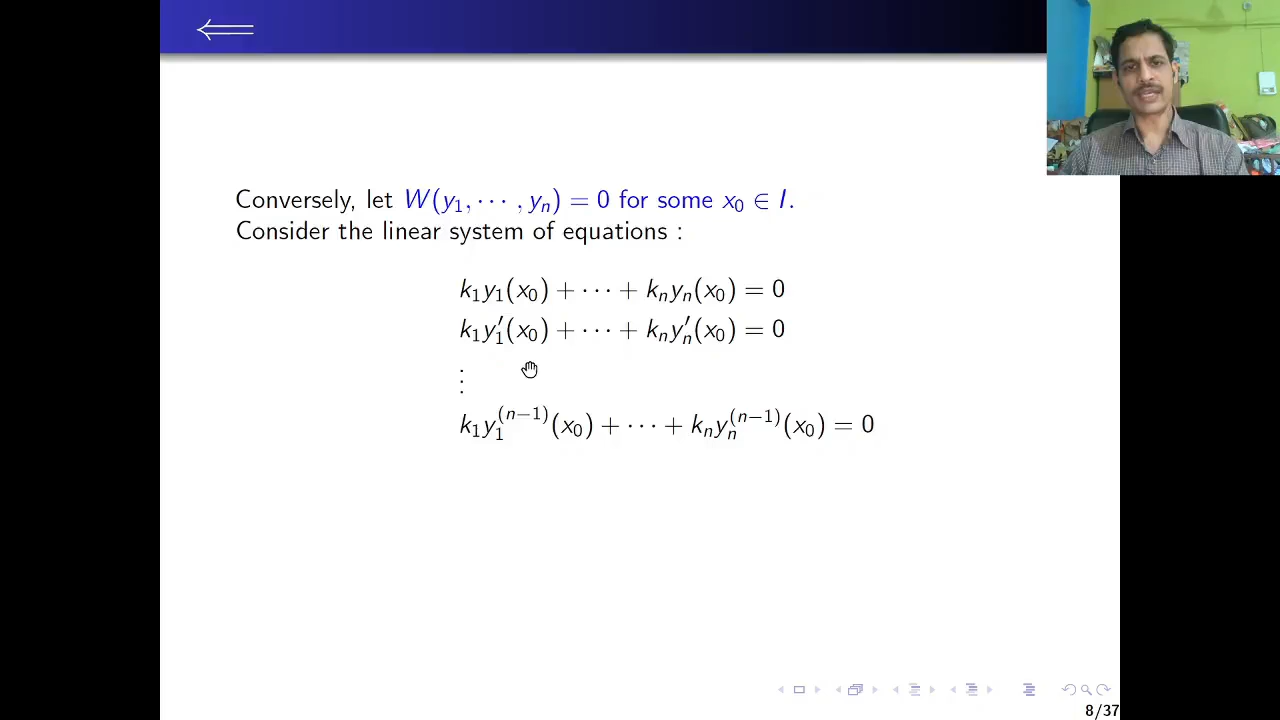 ⟸
Conversely, let W(y₁, ⋯ , yₙ) = 0 for some x₀ ∈ I.
Consider the linear system of equations :
k₁y₁(x₀) + ⋯ + kₙyₙ(x₀) = 0
k₁y₁′(x₀) + ⋯ + kₙyₙ′(x₀) = 0
⋮
k₁y₁⁽ⁿ⁻¹⁾(x₀) + ⋯ + kₙyₙ⁽ⁿ⁻¹⁾(x₀) = 0
8/37